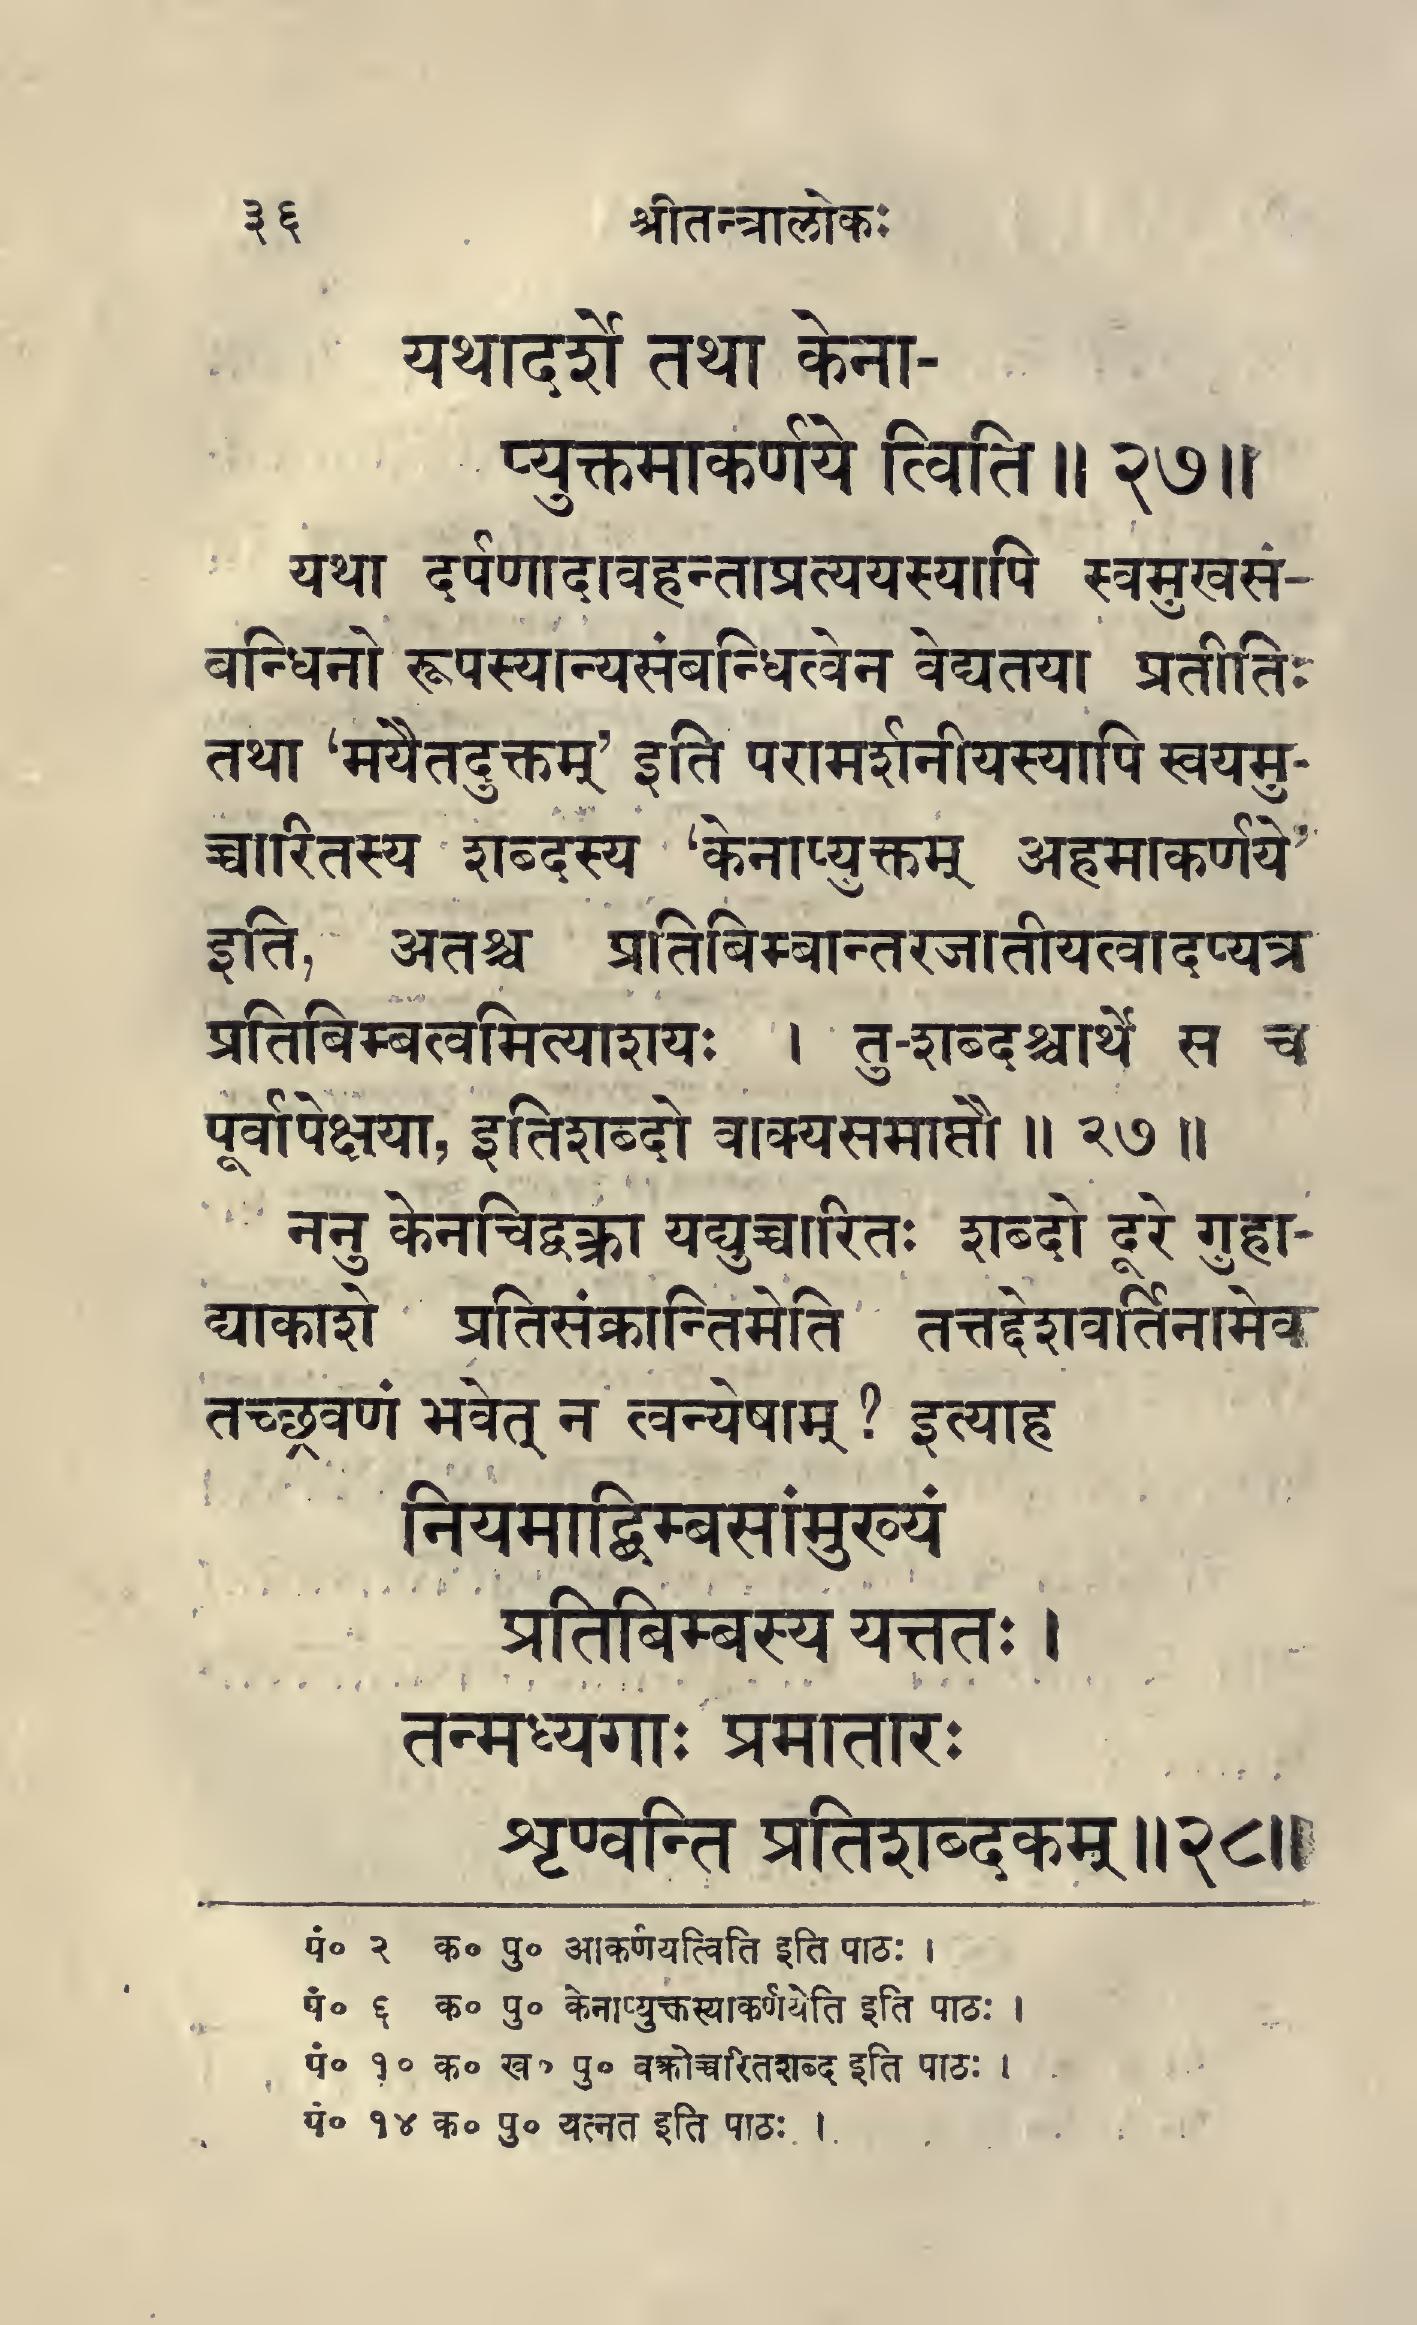 ३६ श्रीतन्त्रालोकः
यथादर्शे तथा केना-
प्युक्तमाकर्णये त्विति ॥ २७ ॥
यथा दर्पणादावहन्ताप्रत्ययस्यापि स्वमुखसं-
बन्धिनो रूपस्यान्यसंबन्धित्वेन वेद्यतया प्रतीतिः
तथा ‘मयैतदुक्तम्’ इति परामर्शनीयस्यापि स्वयमु-
च्चारितस्य शब्दस्य ‘केनाप्युक्तम् अहमाकर्णये’
इति, अतश्च प्रतिबिम्बान्तरजातीयत्वादप्यत्र
प्रतिबिम्बत्वमित्याशयः । तु-शब्दश्चार्थे स च
पूर्वापेक्षया, इतिशब्दो वाक्यसमाप्तौ ॥ २७ ॥
ननु केनचिद्वक्त्रा यद्युच्चारितः शब्दो दूरे गुहा-
द्याकाशे प्रतिसंक्रान्तिमेति तत्तद्देशवर्तिनामेव
तच्छ्रवणं भवेत् न त्वन्येषाम् ? इत्याह
नियमाद्बिम्बसांमुख्यं
प्रतिबिम्बस्य यत्ततः ।
तन्मध्यगाः प्रमातारः
शृण्वन्ति प्रतिशब्दकम् ॥२८॥
पं० २ क० पु० आकर्णयत्विति इति पाठः ।
पं० ६ क० पु० केनाप्युक्तस्याकर्णयेति इति पाठः ।
पं० १० क० ख० पु० वक्त्रोच्चरितशब्द इति पाठः ।
पं० १४ क० पु० यत्नत इति पाठः ।